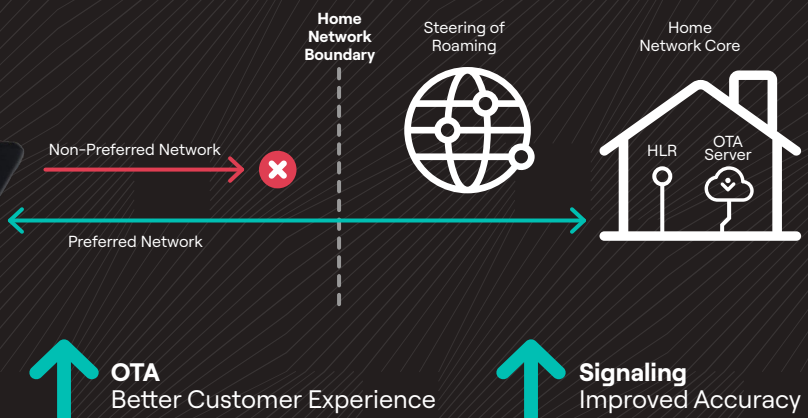 Home
Network
Boundary
Steering of
Roaming
Home
Network Core
Non-Preferred Network
HLR
OTA
Server
Preferred Network
OTA
Better Customer Experience
Signaling
Improved Accuracy